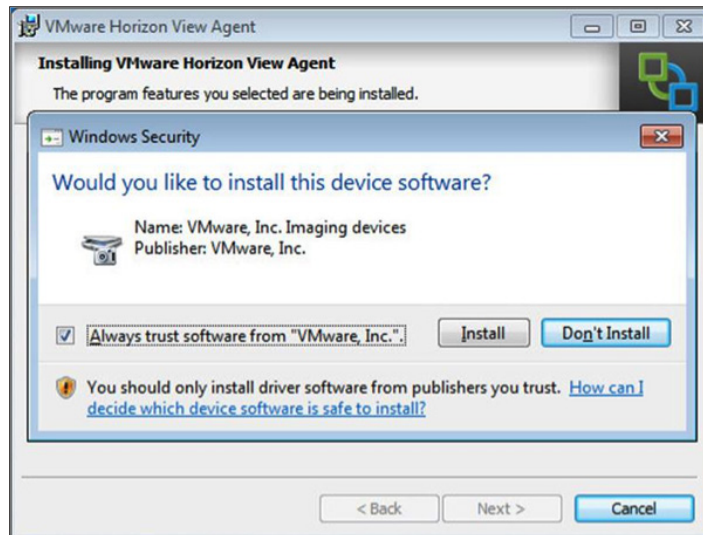 VMware Horizon View Agent
Installing VMware Horizon View Agent
The program features you selected are being installed.
Windows Security
Would you like to install this device software?
Name: VMware, Inc. Imaging devices
Publisher: VMware, Inc.
Always trust software from "VMware, Inc.".
Install
Don't Install
You should only install driver software from publishers you trust. How can I
decide which device software is safe to install?
< Back
Next >
Cancel